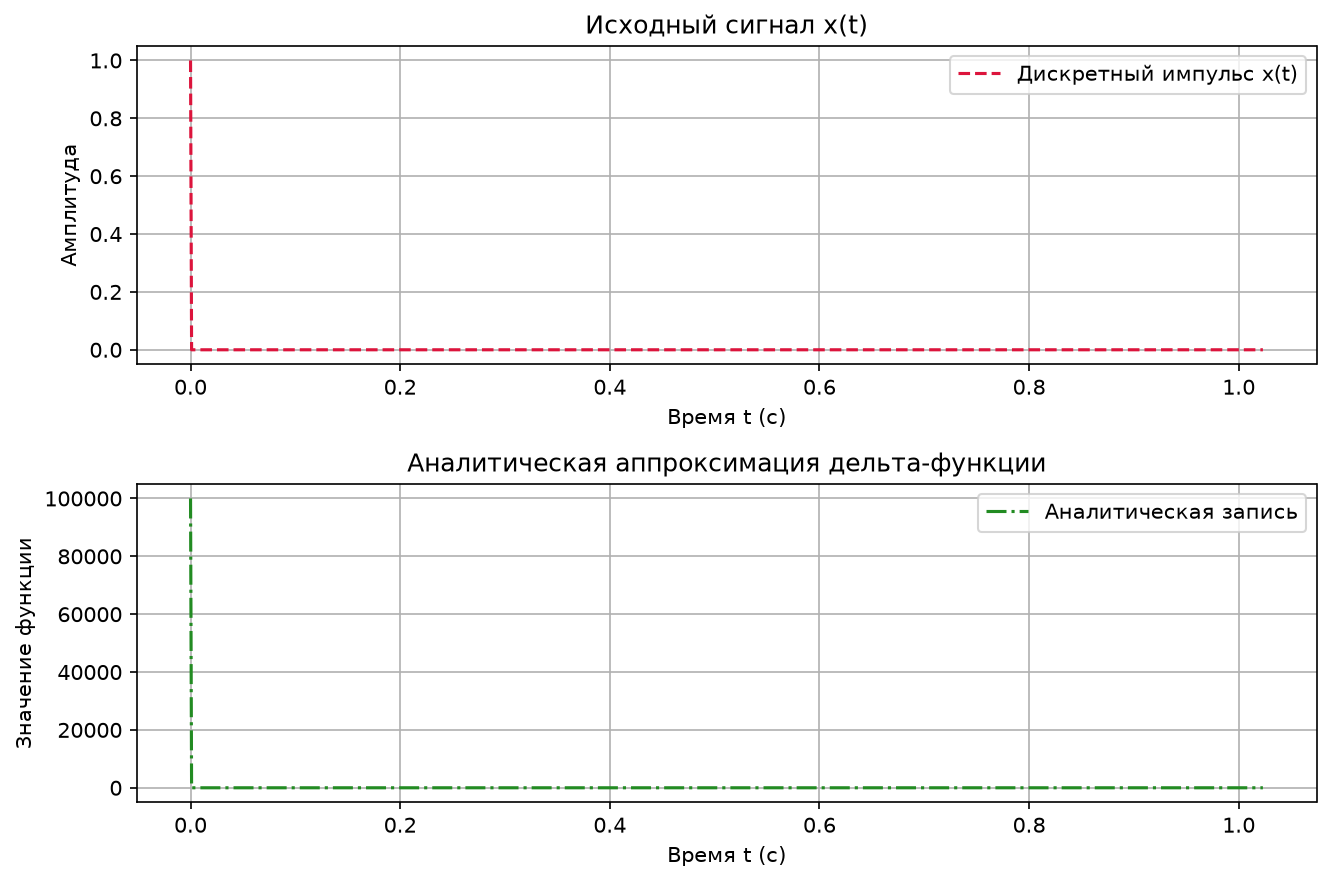 Исходный сигнал x(t)
Дискретный импульс x(t)
Амплитуда
1.0
0.8
0.6
0.4
0.2
0.0
0.0 0.2 0.4 0.6 0.8 1.0
Время t (с)
Аналитическая аппроксимация дельта-функции
Аналитическая запись
Значение функции
100000
80000
60000
40000
20000
0
0.0 0.2 0.4 0.6 0.8 1.0
Время t (с)